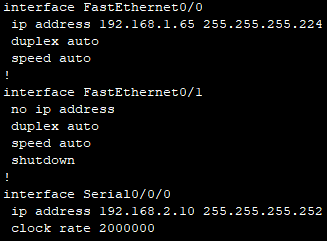 interface FastEthernet0/0
 ip address 192.168.1.65 255.255.255.224
 duplex auto
 speed auto
!
interface FastEthernet0/1
 no ip address
 duplex auto
 speed auto
 shutdown
!
interface Serial0/0/0
 ip address 192.168.2.10 255.255.255.252
 clock rate 2000000